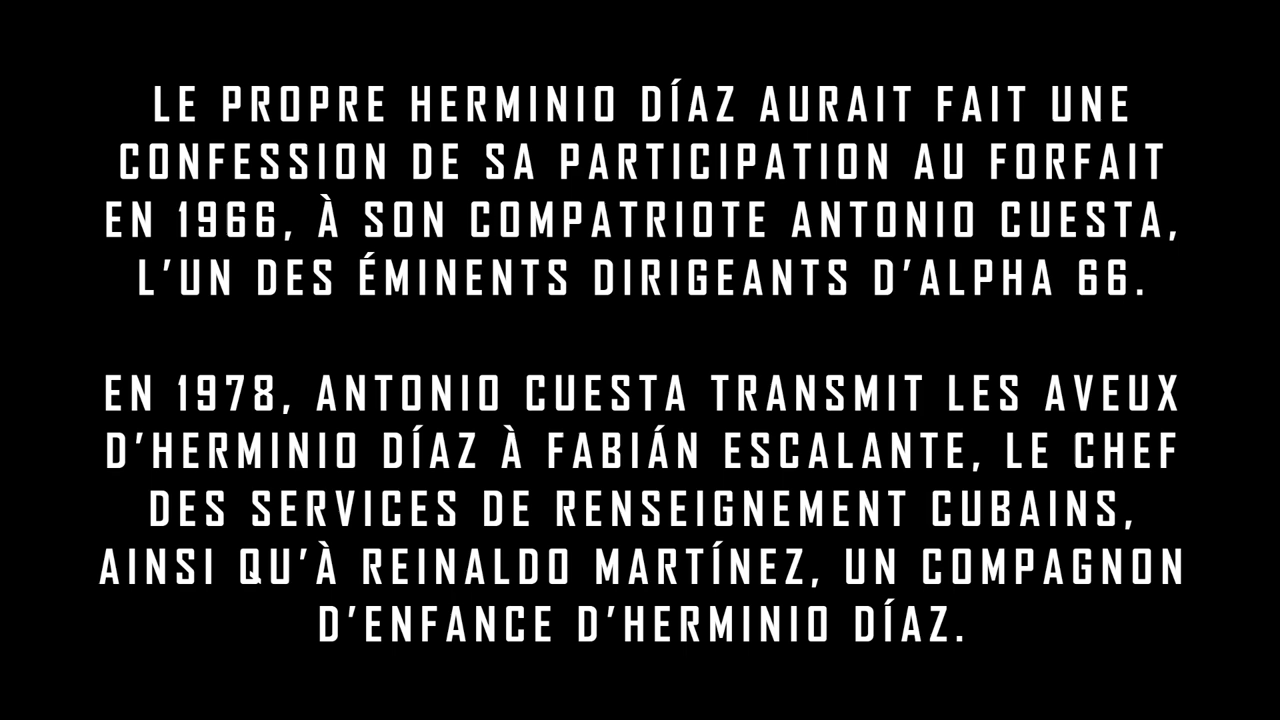 LE PROPRE HERMINIO DÍAZ AURAIT FAIT UNE
CONFESSION DE SA PARTICIPATION AU FORFAIT
EN 1966, À SON COMPATRIOTE ANTONIO CUESTA,
L’UN DES ÉMINENTS DIRIGEANTS D’ALPHA 66.
EN 1978, ANTONIO CUESTA TRANSMIT LES AVEUX
D’HERMINIO DÍAZ À FABIÁN ESCALANTE, LE CHEF
DES SERVICES DE RENSEIGNEMENT CUBAINS,
AINSI QU’À REINALDO MARTÍNEZ, UN COMPAGNON
D’ENFANCE D’HERMINIO DÍAZ.